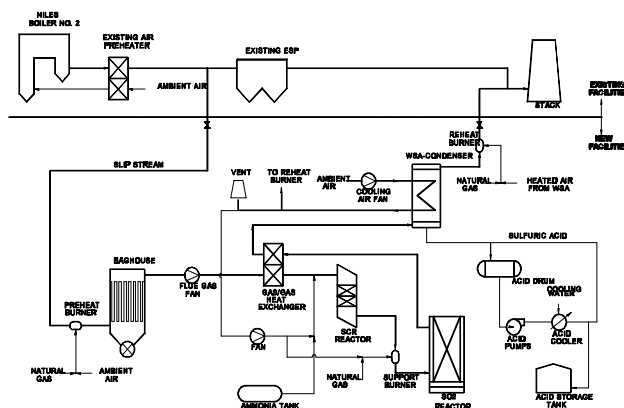 NILES
BOILER NO. 2
EXISTING AIR
PREHEATER
EXISTING ESP
AMBIENT AIR
STACK
EXISTING
FACILITIES
NEW
FACILITIES
REHEAT
BURNER
SLIP STREAM
WSA-CONDENSER
VENT
TO REHEAT
BURNER
AMBIENT
AIR
COOLING
AIR FAN
NATURAL
GAS
HEATED AIR
FROM WSA
SULFURIC ACID
BAGHOUSE
FLUE GAS
FAN
GAS/GAS
HEAT
EXCHANGER
ACID DRUM
COOLING
WATER
PREHEAT
BURNER
SCR
REACTOR
ACID
PUMPS
ACID
COOLER
FAN
NATURAL
GAS
AMBIENT
AIR
NATURAL
GAS
SUPPORT
BURNER
AMMONIA TANK
SO2
REACTOR
ACID STORAGE
TANK